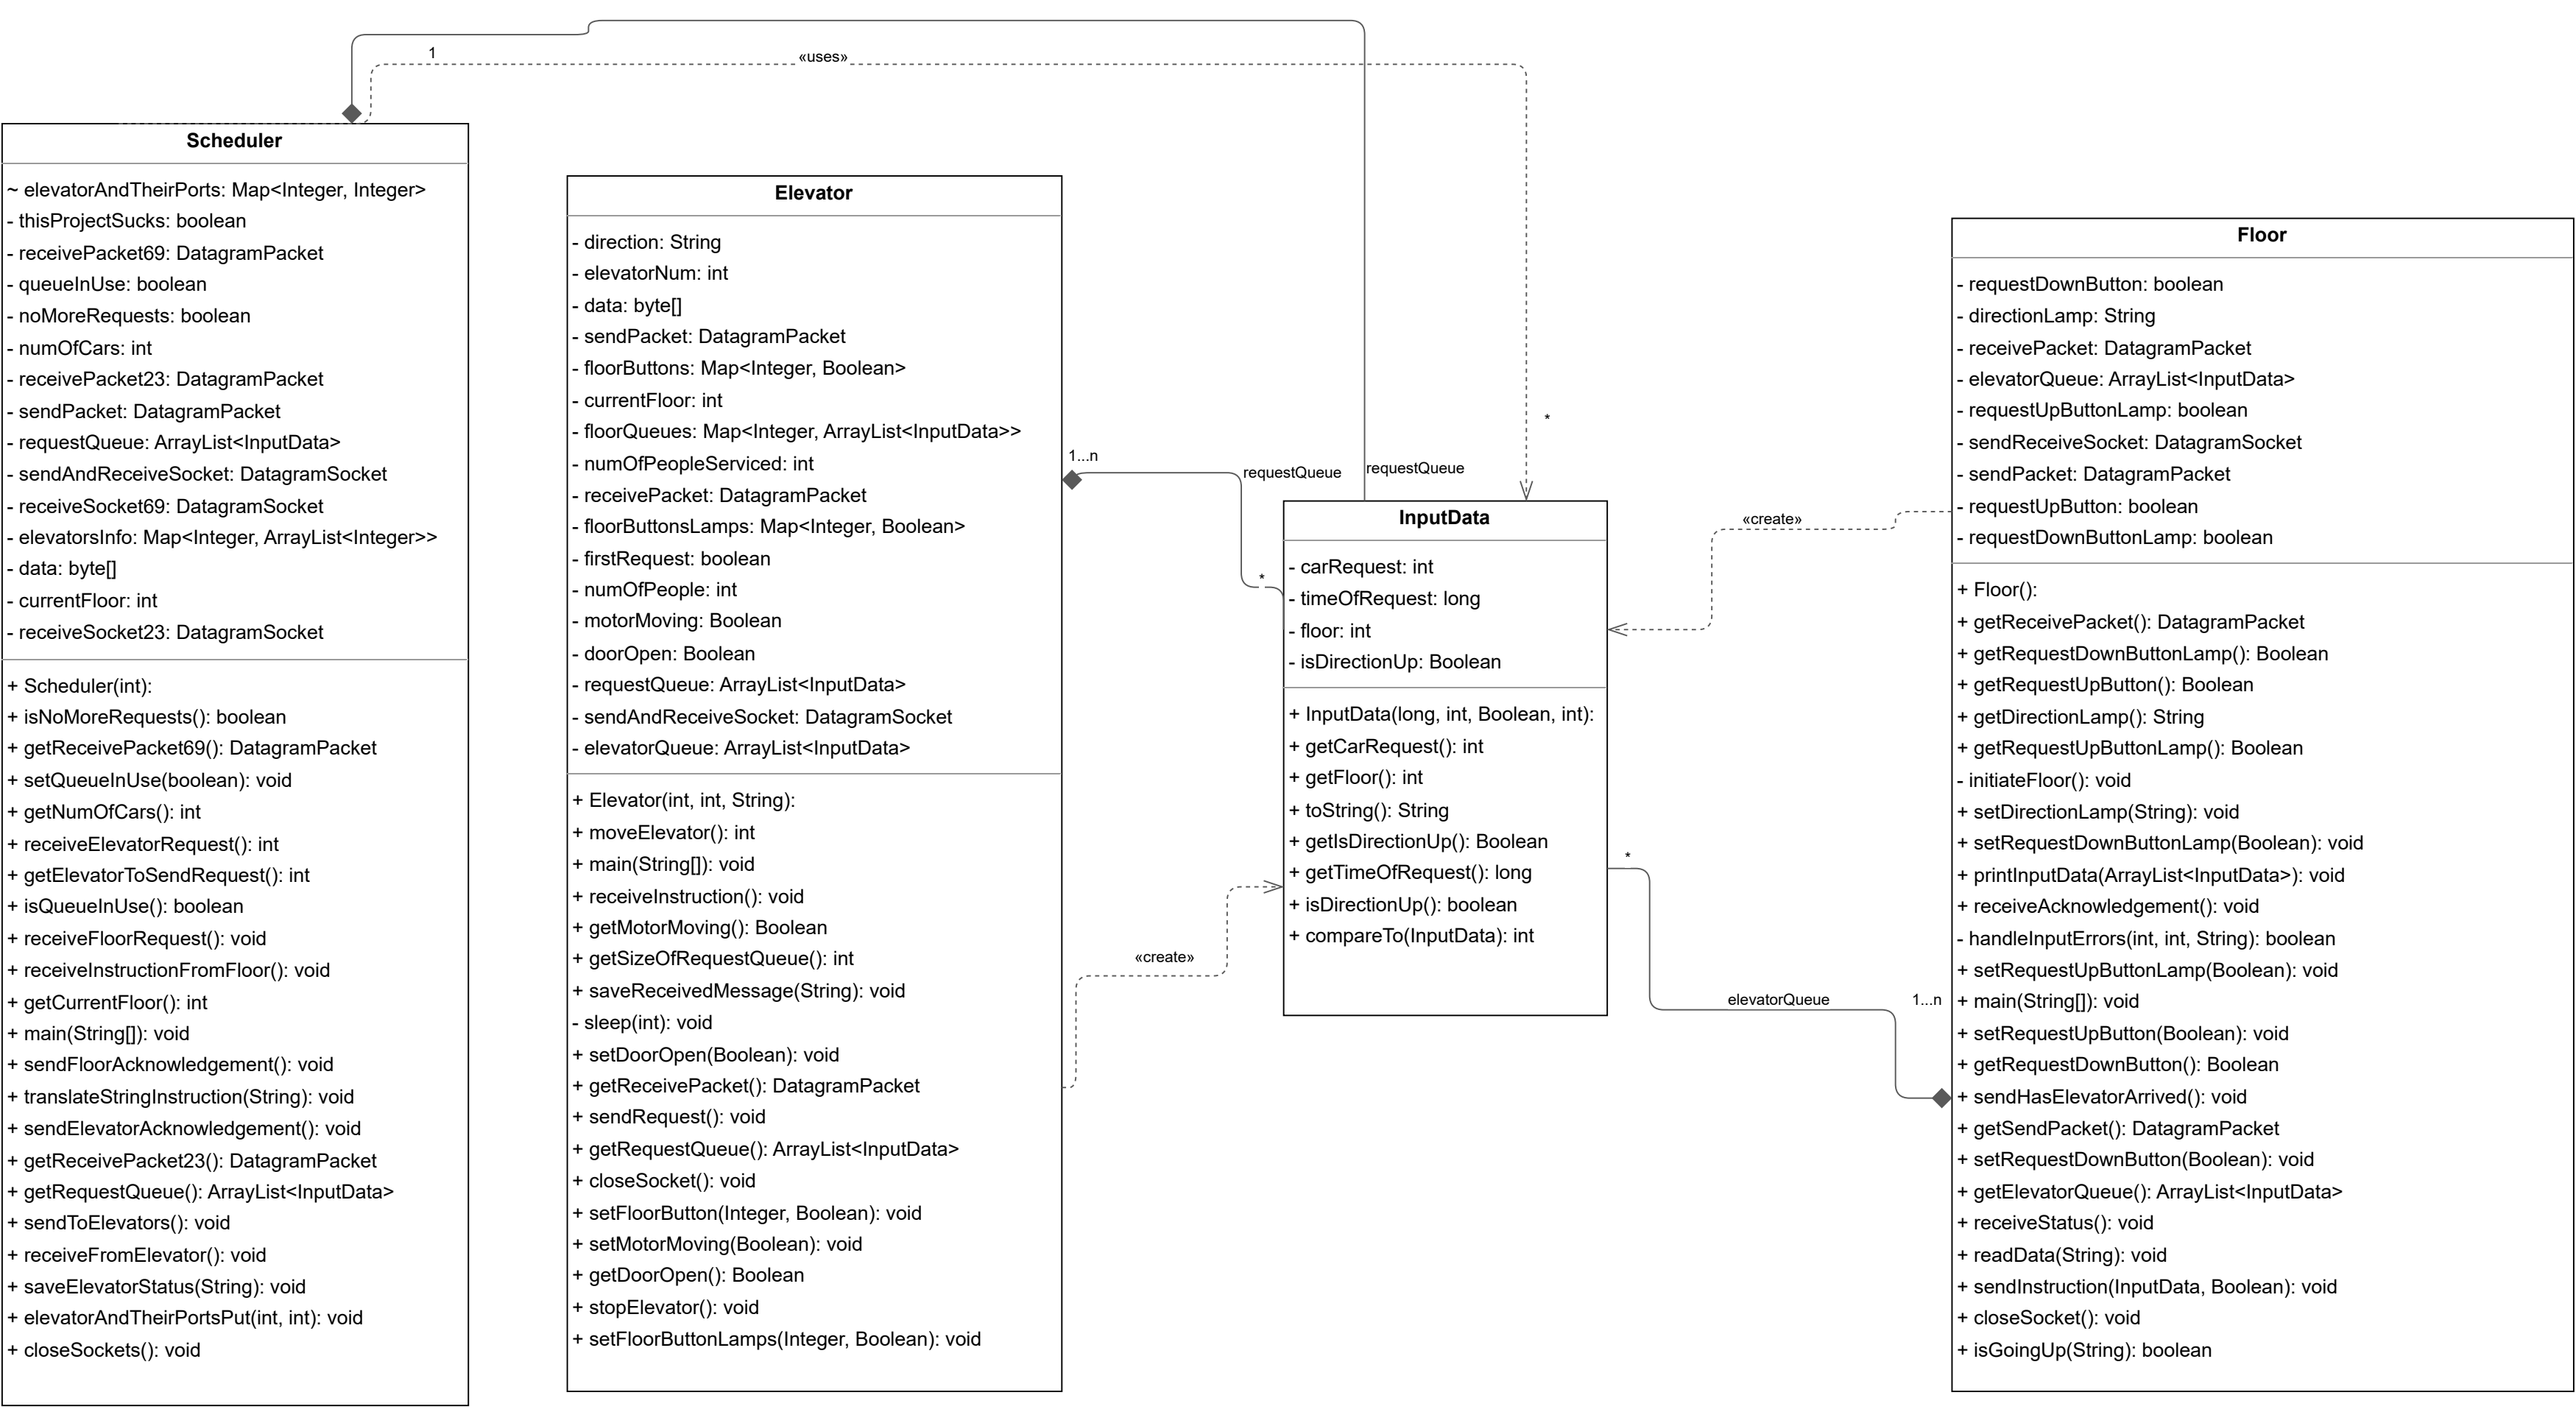 1
«uses»
Scheduler
~ elevatorAndTheirPorts: Map<Integer, Integer>
- thisProjectSucks: boolean
- receivePacket69: DatagramPacket
- queueInUse: boolean
- noMoreRequests: boolean
- numOfCars: int
- receivePacket23: DatagramPacket
- sendPacket: DatagramPacket
- requestQueue: ArrayList<InputData>
- sendAndReceiveSocket: DatagramSocket
- receiveSocket69: DatagramSocket
- elevatorsInfo: Map<Integer, ArrayList<Integer>>
- data: byte[]
- currentFloor: int
- receiveSocket23: DatagramSocket
+ Scheduler(int):
+ isNoMoreRequests(): boolean
+ getReceivePacket69(): DatagramPacket
+ setQueueInUse(boolean): void
+ getNumOfCars(): int
+ receiveElevatorRequest(): int
+ getElevatorToSendRequest(): int
+ isQueueInUse(): boolean
+ receiveFloorRequest(): void
+ receiveInstructionFromFloor(): void
+ getCurrentFloor(): int
+ main(String[]): void
+ sendFloorAcknowledgement(): void
+ translateStringInstruction(String): void
+ sendElevatorAcknowledgement(): void
+ getReceivePacket23(): DatagramPacket
+ getRequestQueue(): ArrayList<InputData>
+ sendToElevators(): void
+ receiveFromElevator(): void
+ saveElevatorStatus(String): void
+ elevatorAndTheirPortsPut(int, int): void
+ closeSockets(): void
Elevator
- direction: String
- elevatorNum: int
- data: byte[]
- sendPacket: DatagramPacket
- floorButtons: Map<Integer, Boolean>
- currentFloor: int
- floorQueues: Map<Integer, ArrayList<InputData>>
- numOfPeopleServiced: int
- receivePacket: DatagramPacket
- floorButtonsLamps: Map<Integer, Boolean>
- firstRequest: boolean
- numOfPeople: int
- motorMoving: Boolean
- doorOpen: Boolean
- requestQueue: ArrayList<InputData>
- sendAndReceiveSocket: DatagramSocket
- elevatorQueue: ArrayList<InputData>
+ Elevator(int, int, String):
+ moveElevator(): int
+ main(String[]): void
+ receiveInstruction(): void
+ getMotorMoving(): Boolean
+ getSizeOfRequestQueue(): int
+ saveReceivedMessage(String): void
- sleep(int): void
+ setDoorOpen(Boolean): void
+ getReceivePacket(): DatagramPacket
+ sendRequest(): void
+ getRequestQueue(): ArrayList<InputData>
+ closeSocket(): void
+ setFloorButton(Integer, Boolean): void
+ setMotorMoving(Boolean): void
+ getDoorOpen(): Boolean
+ stopElevator(): void
+ setFloorButtonLamps(Integer, Boolean): void
1...n
requestQueue
*
requestQueue
*
«create»
InputData
- carRequest: int
- timeOfRequest: long
- floor: int
- isDirectionUp: Boolean
+ InputData(long, int, Boolean, int):
+ getCarRequest(): int
+ getFloor(): int
+ toString(): String
+ getIsDirectionUp(): Boolean
+ getTimeOfRequest(): long
+ isDirectionUp(): boolean
+ compareTo(InputData): int
«create»
*
elevatorQueue
1...n
Floor
- requestDownButton: boolean
- directionLamp: String
- receivePacket: DatagramPacket
- elevatorQueue: ArrayList<InputData>
- requestUpButtonLamp: boolean
- sendReceiveSocket: DatagramSocket
- sendPacket: DatagramPacket
- requestUpButton: boolean
- requestDownButtonLamp: boolean
+ Floor():
+ getReceivePacket(): DatagramPacket
+ getRequestDownButtonLamp(): Boolean
+ getRequestUpButton(): Boolean
+ getDirectionLamp(): String
+ getRequestUpButtonLamp(): Boolean
- initiateFloor(): void
+ setDirectionLamp(String): void
+ setRequestDownButtonLamp(Boolean): void
+ printInputData(ArrayList<InputData>): void
+ receiveAcknowledgement(): void
- handleInputErrors(int, int, String): boolean
+ setRequestUpButtonLamp(Boolean): void
+ main(String[]): void
+ setRequestUpButton(Boolean): void
+ getRequestDownButton(): Boolean
+ sendHasElevatorArrived(): void
+ getSendPacket(): DatagramPacket
+ setRequestDownButton(Boolean): void
+ getElevatorQueue(): ArrayList<InputData>
+ receiveStatus(): void
+ readData(String): void
+ sendInstruction(InputData, Boolean): void
+ closeSocket(): void
+ isGoingUp(String): boolean